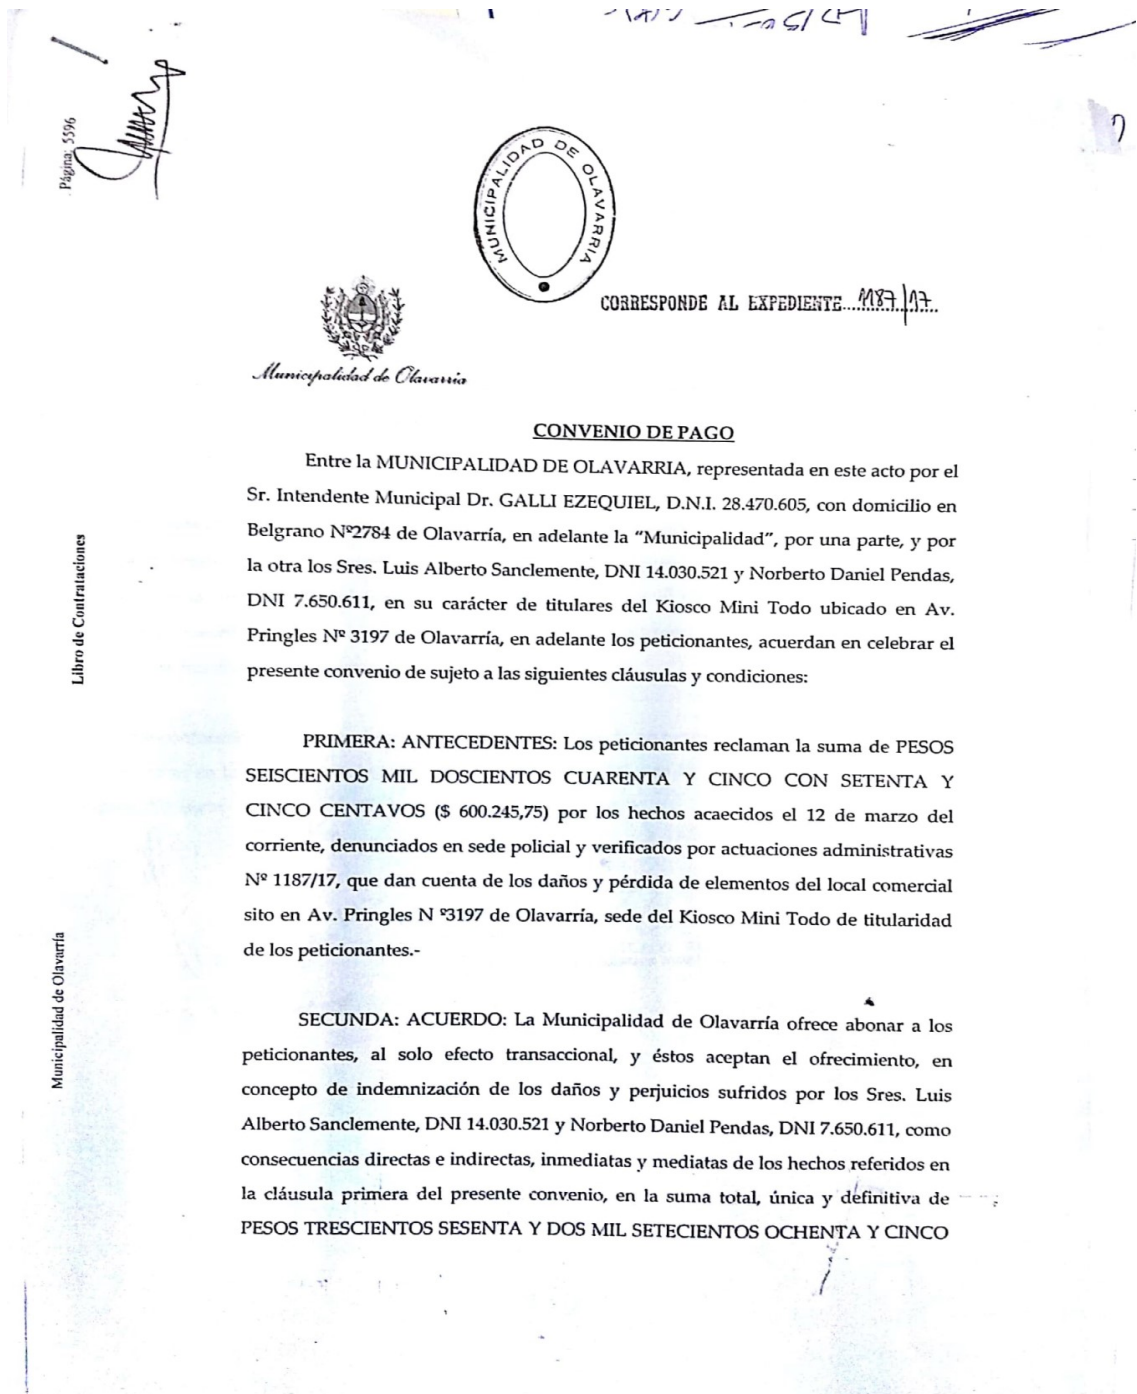 Página: 5596
MUNICIPALIDAD DE OLAVARRIA
CORRESPONDE AL EXPEDIENTE....1187/17.....
Municipalidad de Olavarría
CONVENIO DE PAGO
Entre la MUNICIPALIDAD DE OLAVARRIA, representada en este acto por el
Sr. Intendente Municipal Dr. GALLI EZEQUIEL, D.N.I. 28.470.605, con domicilio en
Belgrano Nº2784 de Olavarría, en adelante la "Municipalidad", por una parte, y por
la otra los Sres. Luis Alberto Sanclemente, DNI 14.030.521 y Norberto Daniel Pendas,
DNI 7.650.611, en su carácter de titulares del Kiosco Mini Todo ubicado en Av.
Pringles Nº 3197 de Olavarría, en adelante los peticionantes, acuerdan en celebrar el
presente convenio de sujeto a las siguientes cláusulas y condiciones:
PRIMERA: ANTECEDENTES: Los peticionantes reclaman la suma de PESOS
SEISCIENTOS MIL DOSCIENTOS CUARENTA Y CINCO CON SETENTA Y
CINCO CENTAVOS ($ 600.245,75) por los hechos acaecidos el 12 de marzo del
corriente, denunciados en sede policial y verificados por actuaciones administrativas
Nº 1187/17, que dan cuenta de los daños y pérdida de elementos del local comercial
sito en Av. Pringles N º3197 de Olavarría, sede del Kiosco Mini Todo de titularidad
de los peticionantes.-
SECUNDA: ACUERDO: La Municipalidad de Olavarría ofrece abonar a los
peticionantes, al solo efecto transaccional, y éstos aceptan el ofrecimiento, en
concepto de indemnización de los daños y perjuicios sufridos por los Sres. Luis
Alberto Sanclemente, DNI 14.030.521 y Norberto Daniel Pendas, DNI 7.650.611, como
consecuencias directas e indirectas, inmediatas y mediatas de los hechos referidos en
la cláusula primera del presente convenio, en la suma total, única y definitiva de
PESOS TRESCIENTOS SESENTA Y DOS MIL SETECIENTOS OCHENTA Y CINCO
Libro de Contrataciones
Municipalidad de Olavarría